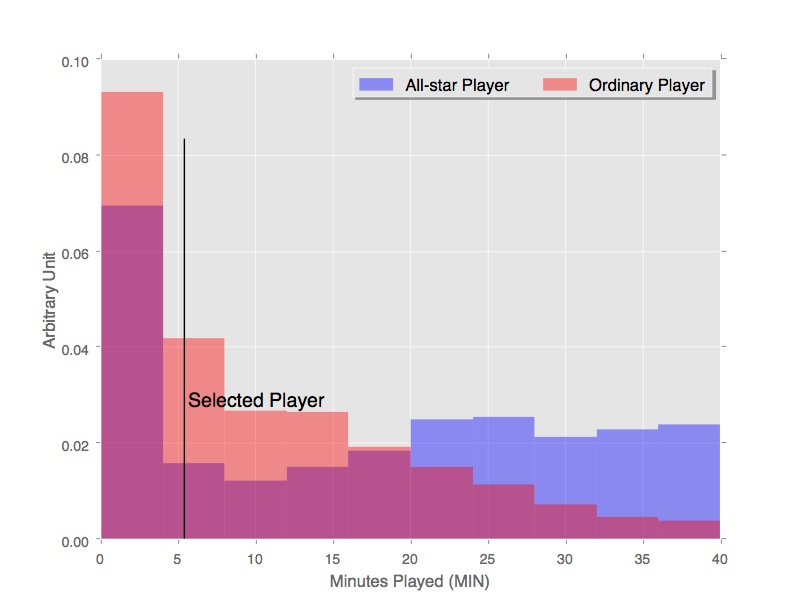 0.10
All-star Player Ordinary Player
0.08
0.06
Arbitrary Unit
0.04
Selected Player
0.02
0.00
0 5 10 15 20 25 30 35 40
Minutes Played (MIN)